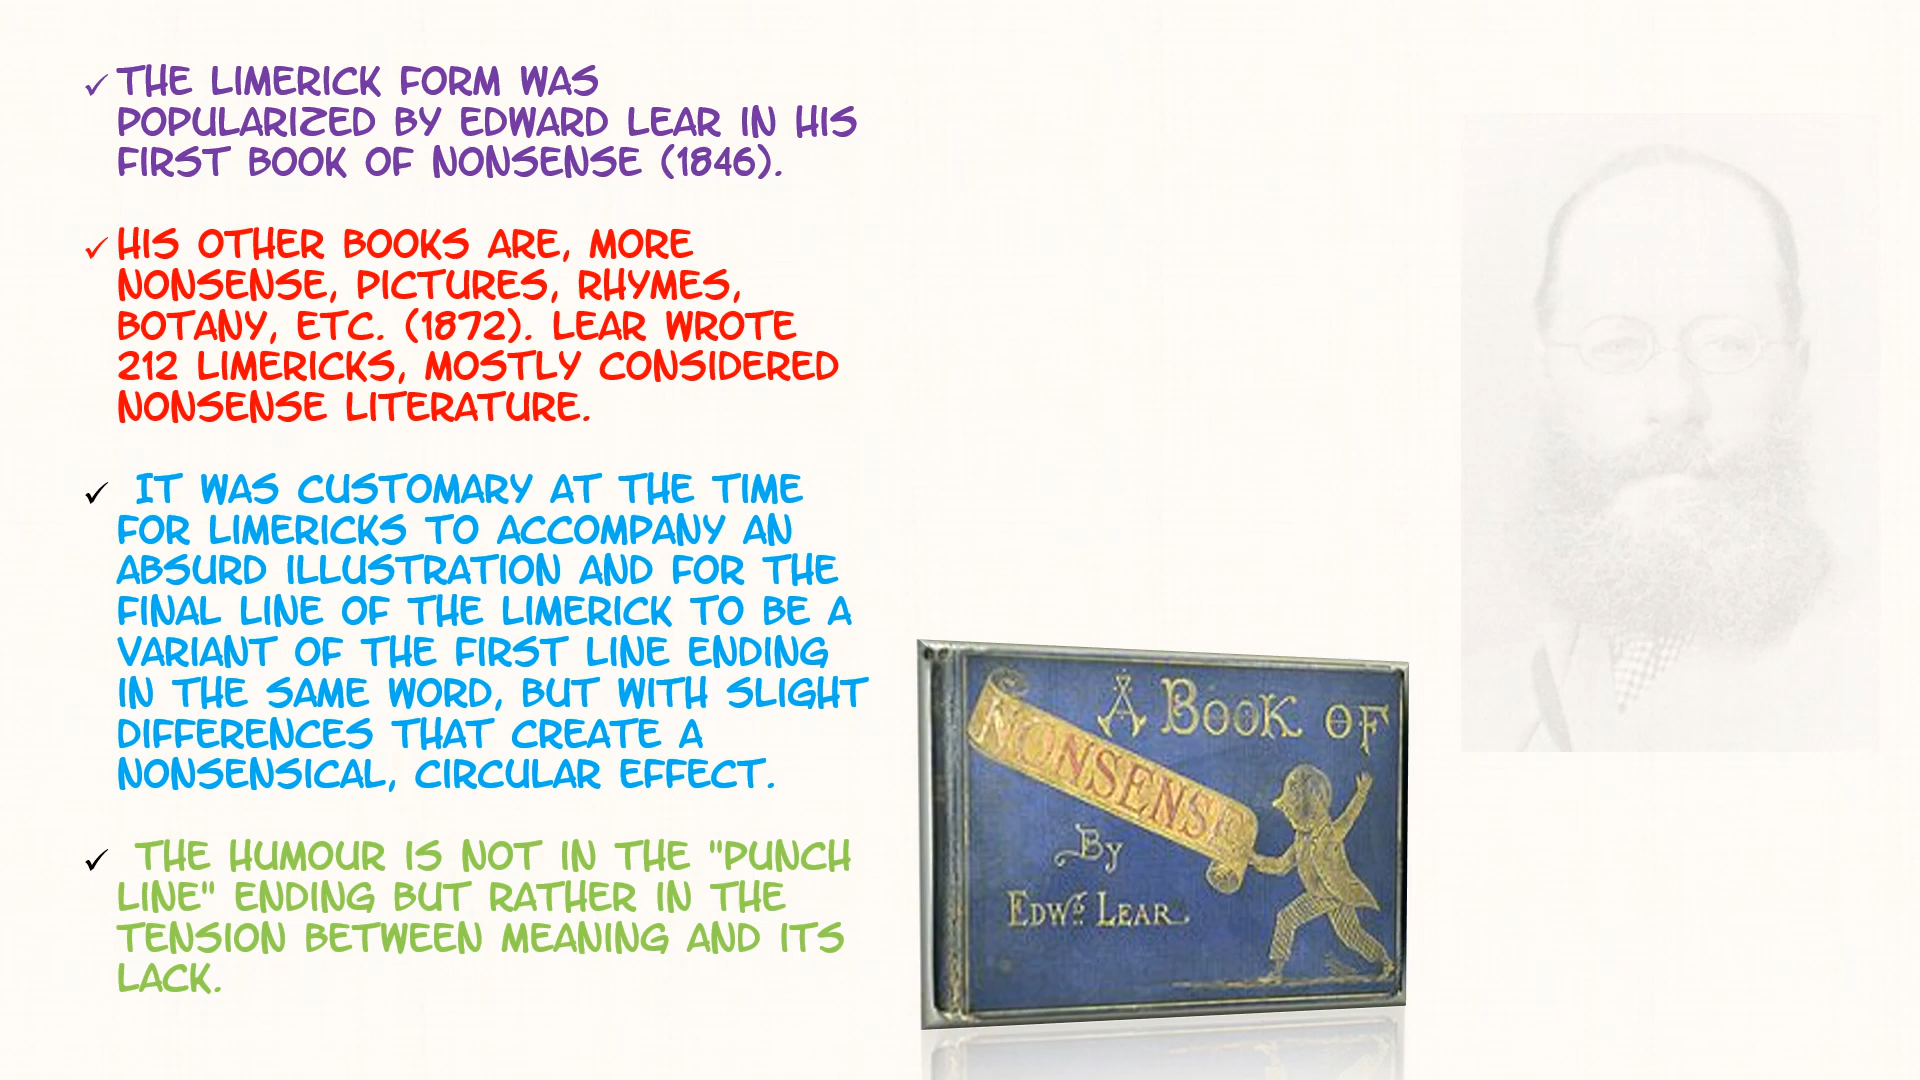 ✓ THE LIMERICK FORM WAS
POPULARIZED BY EDWARD LEAR IN HIS
FIRST BOOK OF NONSENSE (1846).
✓ HIS OTHER BOOKS ARE, MORE
NONSENSE, PICTURES, RHYMES,
BOTANY, ETC. (1872). LEAR WROTE
212 LIMERICKS, MOSTLY CONSIDERED
NONSENSE LITERATURE.
✓ IT WAS CUSTOMARY AT THE TIME
FOR LIMERICKS TO ACCOMPANY AN
ABSURD ILLUSTRATION AND FOR THE
FINAL LINE OF THE LIMERICK TO BE A
VARIANT OF THE FIRST LINE ENDING
IN THE SAME WORD, BUT WITH SLIGHT
DIFFERENCES THAT CREATE A
NONSENSICAL, CIRCULAR EFFECT.
✓ THE HUMOUR IS NOT IN THE "PUNCH
LINE" ENDING BUT RATHER IN THE
TENSION BETWEEN MEANING AND ITS
LACK.
A BOOK OF
NONSENSE
By
EDWD. LEAR.